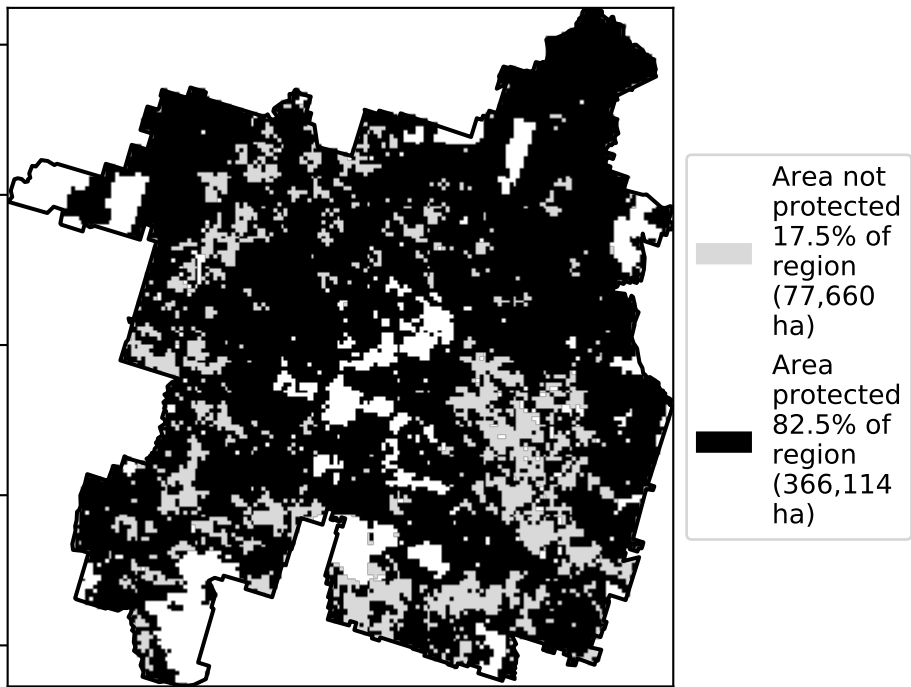 Area not
protected
17.5% of
region
(77,660
ha)
Area
protected
82.5% of
region
(366,114
ha)